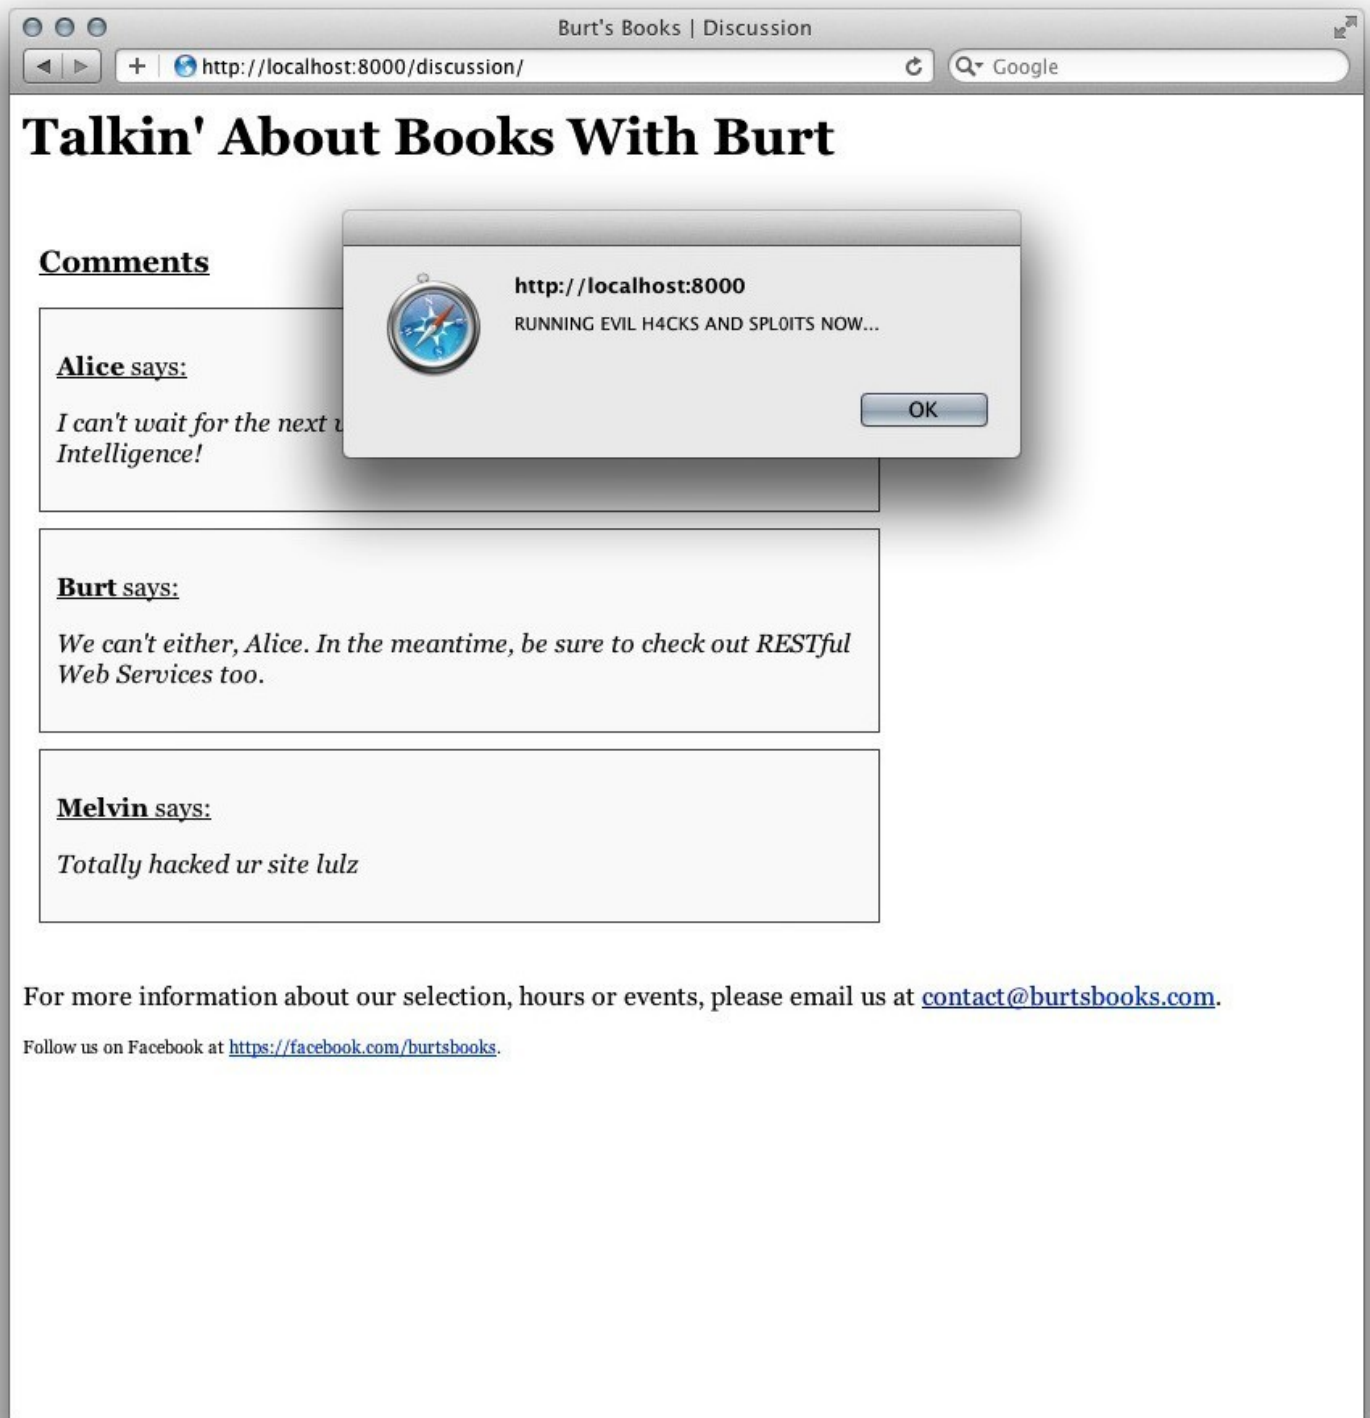 Burt's Books | Discussion
http://localhost:8000/discussion/
Google
Talkin' About Books With Burt
http://localhost:8000
RUNNING EVIL H4CKS AND SPL0ITS NOW...
OK
Comments
Alice says:
I can't wait for the next
Intelligence!
Burt says:
We can't either, Alice. In the meantime, be sure to check out RESTful
Web Services too.
Melvin says:
Totally hacked ur site lulz
For more information about our selection, hours or events, please email us at contact@burtsbooks.com.
Follow us on Facebook at https://facebook.com/burtsbooks.